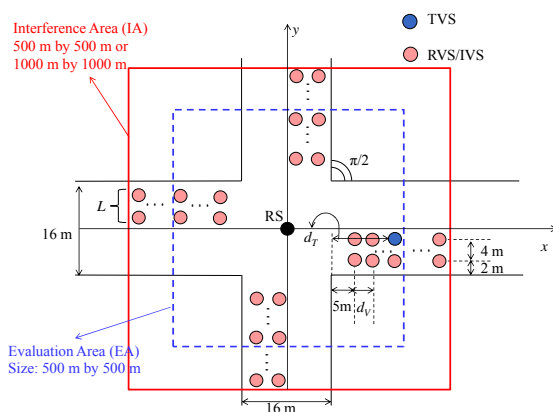 Interference Area (IA)
500 m by 500 m or
1000 m by 1000 m
y
TVS
RVS/IVS
π/2
L
16 m
RS
d_T
x
4 m
2 m
5m
d_V
Evaluation Area (EA)
Size: 500 m by 500 m
16 m